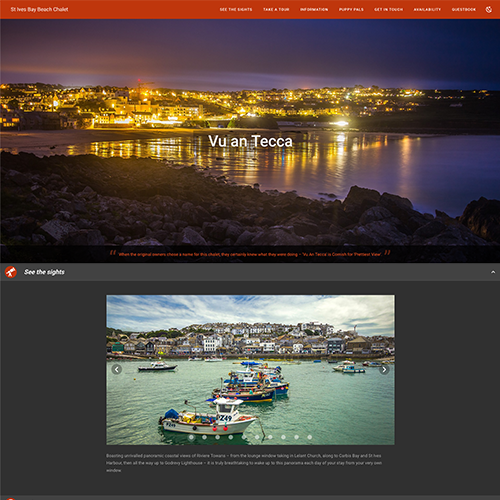 St Ives Bay Beach Chalet
SEE THE SIGHTS TAKE A TOUR INFORMATION PUPPY PALS GET IN TOUCH AVAILABILITY GUESTBOOK
Vu an Tecca
" When the original owners chose a name for this chalet, they certainly knew what they were doing – 'Vu An Tecca' is Cornish for 'Prettiest View'. "
See the sights
PZ49
Z49
Boasting unrivalled panoramic coastal views of Riviere Towans – from the lounge window taking in Lelant Church, along to Carbis Bay and St Ives
Harbour, then all the way up to Godrevy Lighthouse – it is truly breathtaking to wake up to this panorama each day of your stay from your very own
window.